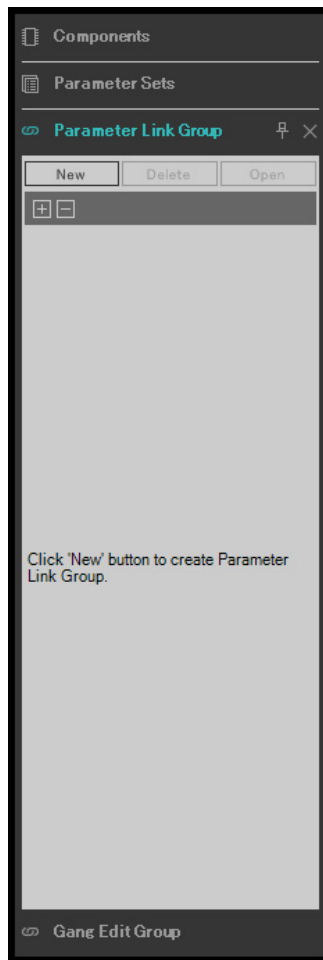 Components
Parameter Sets
Parameter Link Group
New Delete Open
Click 'New' button to create Parameter
Link Group.
Gang Edit Group